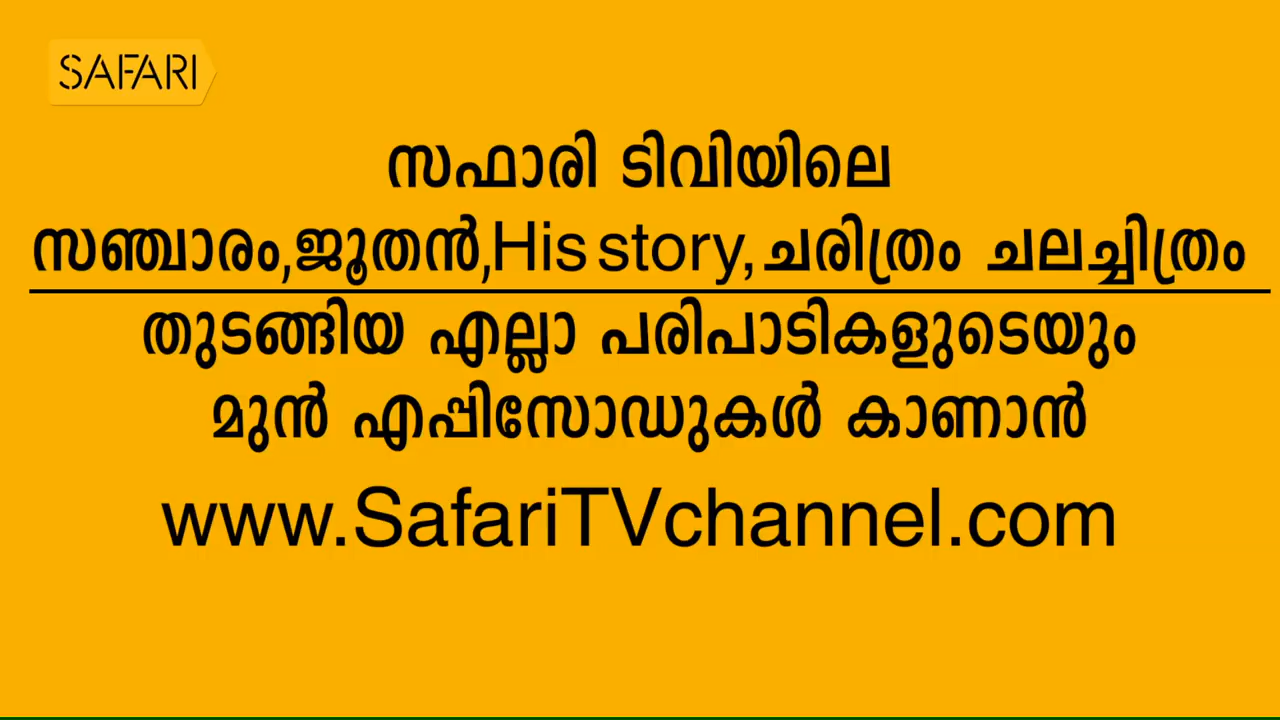 SAFARI
സഫാരി ടിവിയിലെ
സഞ്ചാരം,ജൂതൻ,His story,ചരിത്രം ചലച്ചിത്രം
തുടങ്ങിയ എല്ലാ പരിപാടികളുടെയും
മുൻ എപ്പിസോഡുകൾ കാണാൻ
www.SafariTVchannel.com